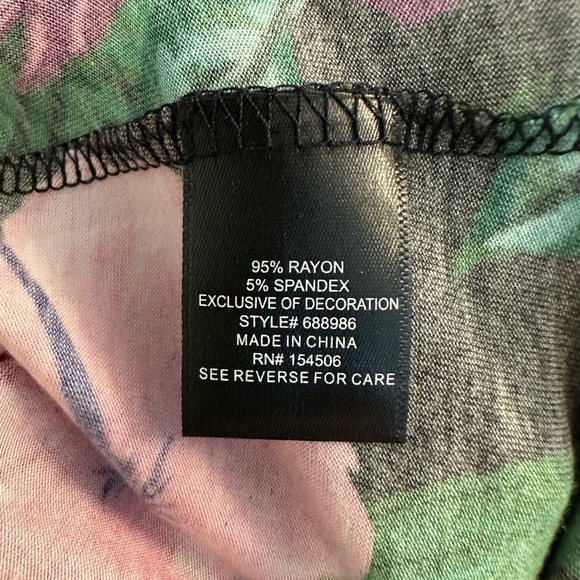 95% RAYON
5% SPANDEX
EXCLUSIVE OF DECORATION
STYLE# 688986
MADE IN CHINA
RN# 154506
SEE REVERSE FOR CARE